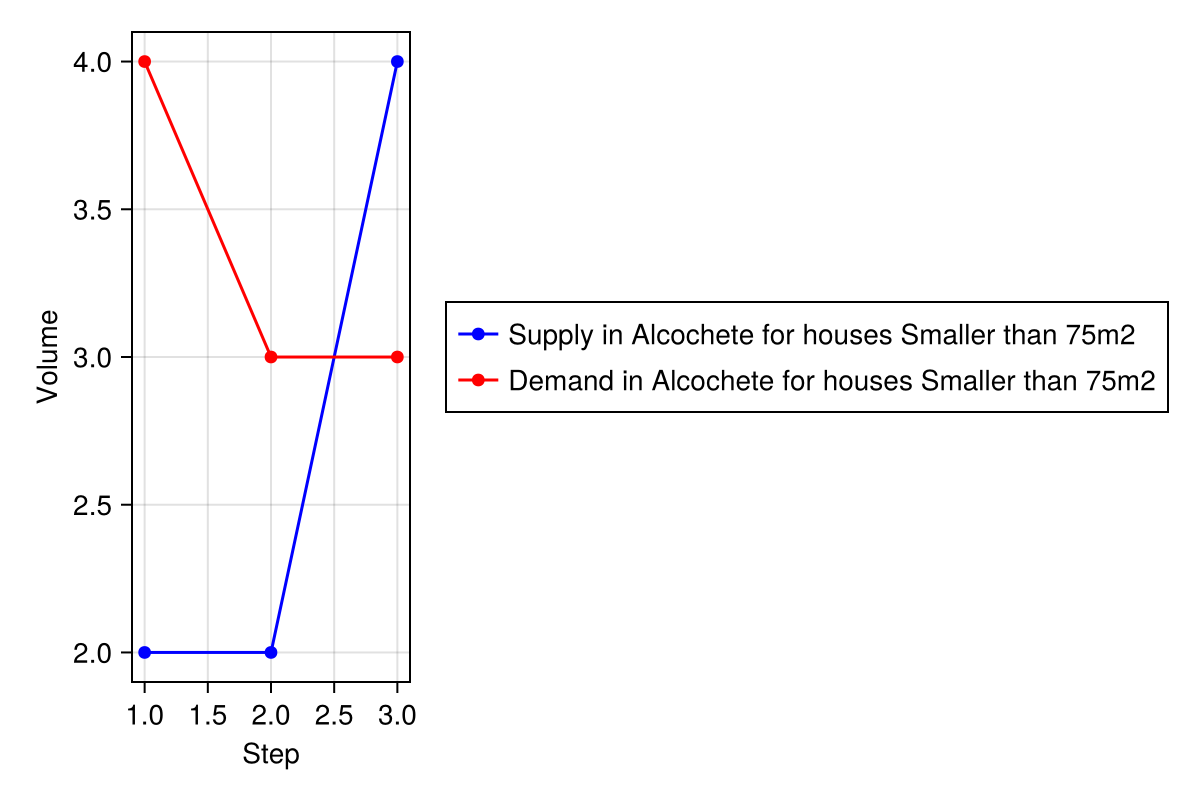 4.0
3.5
3.0
2.5
2.0
Volume
1.0 1.5 2.0 2.5 3.0
Step
Supply in Alcochete for houses Smaller than 75m2
Demand in Alcochete for houses Smaller than 75m2